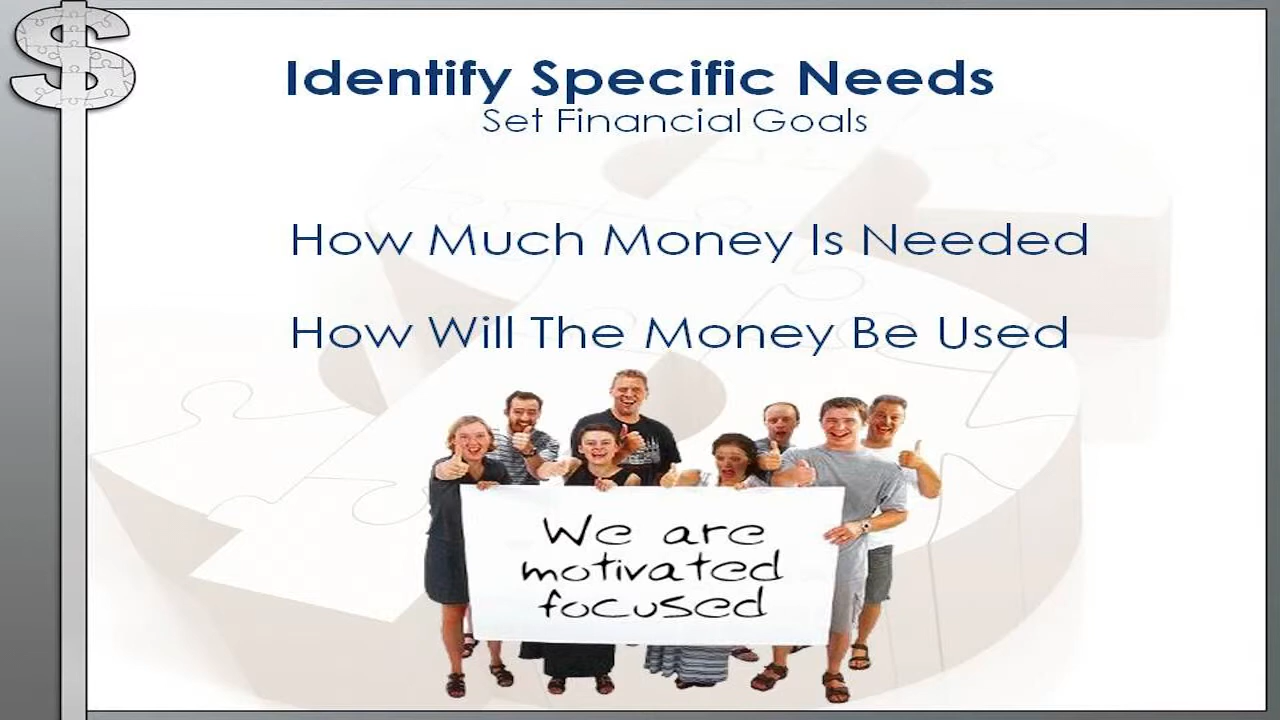 Identify Specific Needs
Set Financial Goals
How Much Money Is Needed
How Will The Money Be Used
We are
motivated
focused